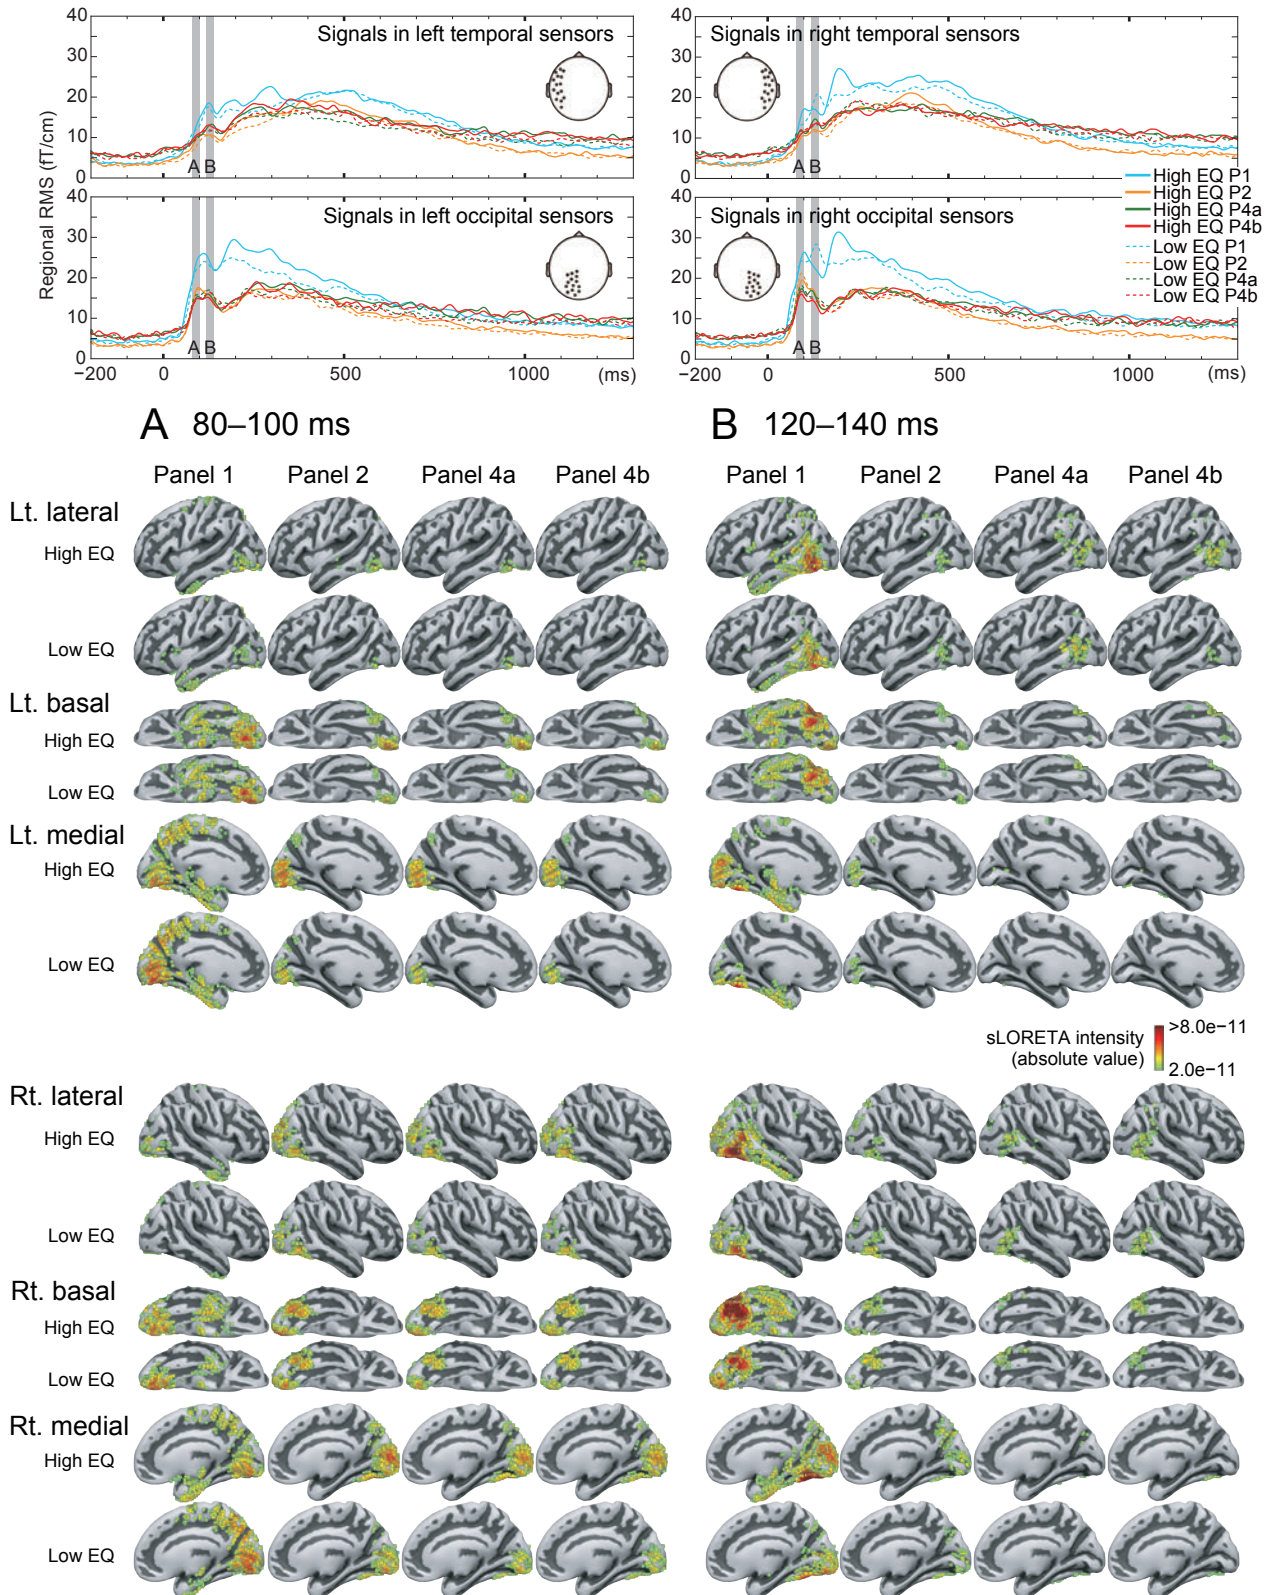 40
30
20
10
0
Signals in left temporal sensors
A B
40
30
20
10
0
Signals in right temporal sensors
A B
Regional RMS (fT/cm)
40
30
20
10
0
Signals in left occipital sensors
A B
−200 0 500 1000 (ms)
40
30
20
10
0
Signals in right occipital sensors
A B
−200 0 500 1000 (ms)
High EQ P1
High EQ P2
High EQ P4a
High EQ P4b
Low EQ P1
Low EQ P2
Low EQ P4a
Low EQ P4b
A 80–100 ms
B 120–140 ms
Panel 1 Panel 2 Panel 4a Panel 4b
Panel 1 Panel 2 Panel 4a Panel 4b
Lt. lateral
High EQ
Low EQ
Lt. basal
High EQ
Low EQ
Lt. medial
High EQ
Low EQ
sLORETA intensity
(absolute value)
>8.0e−11
2.0e−11
Rt. lateral
High EQ
Low EQ
Rt. basal
High EQ
Low EQ
Rt. medial
High EQ
Low EQ